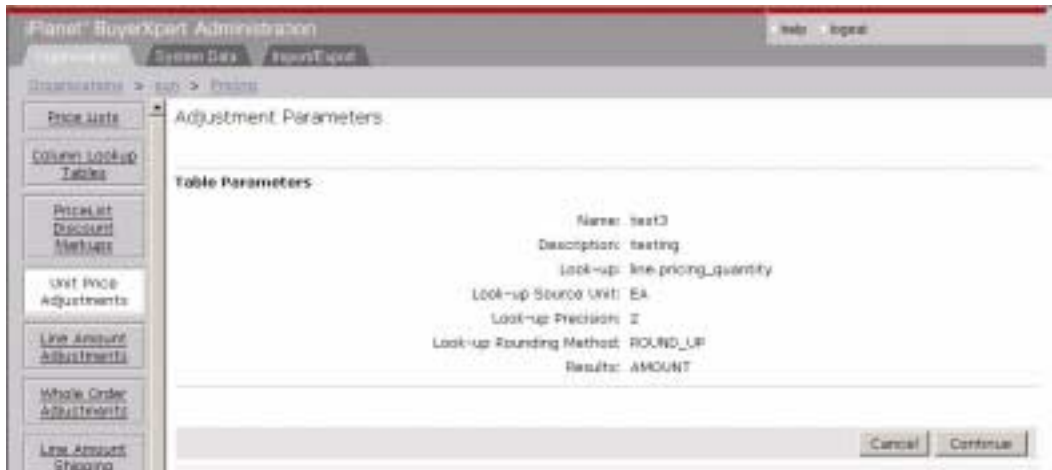 iPlanet™ BuyerXpert Administration
help logout
Organizations System Data Import/Export
Organizations > sun > Pricing
Price Lists
Column Lookup
Tables
PriceList
Discount
Markups
Unit Price
Adjustments
Line Amount
Adjustments
Whole Order
Adjustments
Line Amount
Shipping
Adjustment Parameters
Table Parameters
Name: test3
Description: testing
Look-up: line.pricing_quantity
Look-up Source Unit: EA
Look-up Precision: 2
Look-up Rounding Method: ROUND_UP
Results: AMOUNT
Cancel Continue